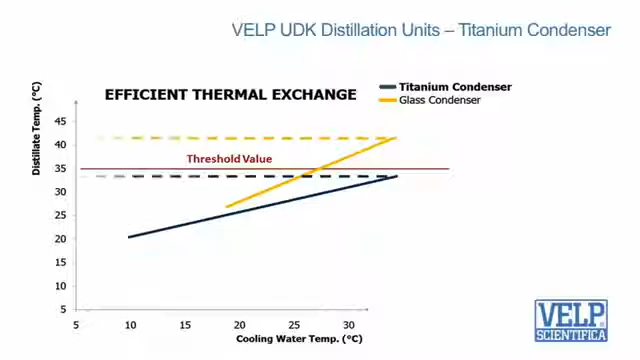 VELP UDK Distillation Units – Titanium Condenser
EFFICIENT THERMAL EXCHANGE
Titanium Condenser
Glass Condenser
Distillate Temp. (°C)
45
40
35
30
25
20
15
10
5
Threshold Value
5 10 15 20 25 30
Cooling Water Temp. (°C)
VELP
SCIENTIFICA